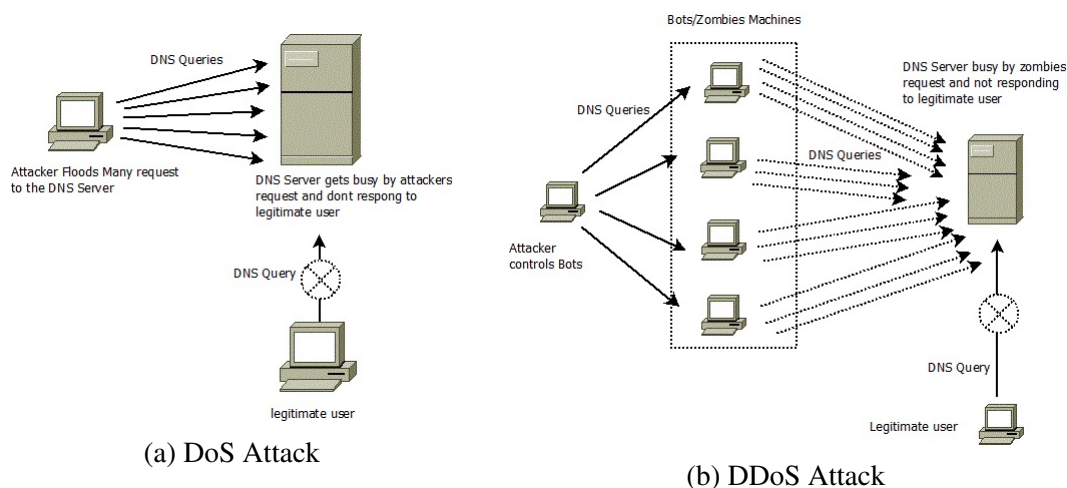 DNS Queries
Attacker Floods Many request
to the DNS Server
DNS Server gets busy by attackers
request and dont respong to
legitimate user
DNS Query
legitimate user
(a) DoS Attack
Bots/Zombies Machines
DNS Queries
Attacker
controls Bots
DNS Queries
DNS Server busy by zombies
request and not responding
to legitimate user
DNS Query
Legitimate user
(b) DDoS Attack